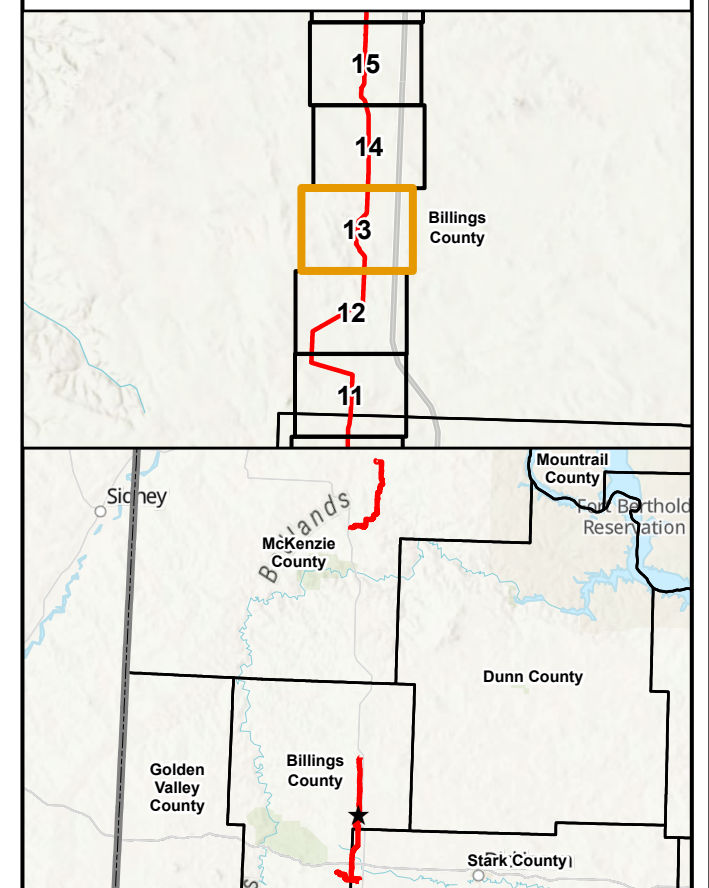 15
14
13
Billings
County
12
11
Mountrail
County
Sidney
Fort Berthold
Reservation
Badlands
McKenzie
County
Dunn County
Billings
County
Golden
Valley
County
Stark County
s